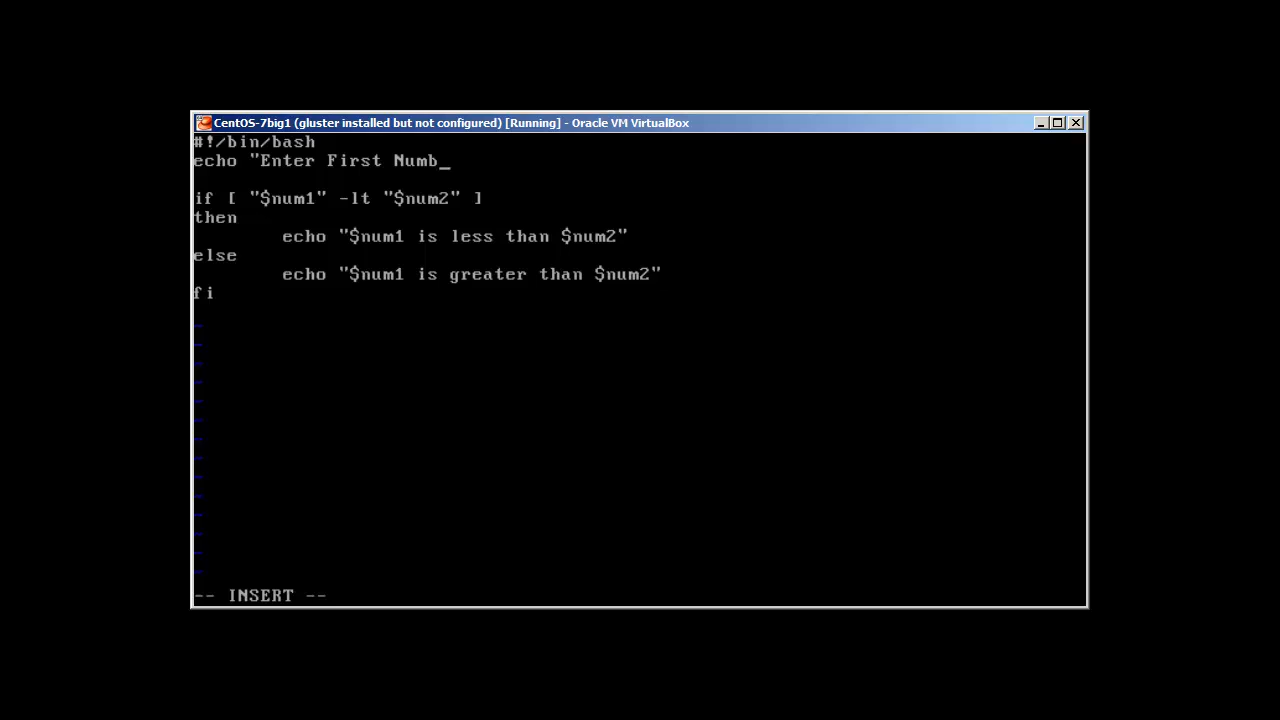 CentOS-7big1 (gluster installed but not configured) [Running] - Oracle VM VirtualBox
#!/bin/bash
echo "Enter First Numb_
if [ "$num1" -lt "$num2" ]
then
echo "$num1 is less than $num2"
else
echo "$num1 is greater than $num2"
fi
~
~
~
~
~
~
~
~
~
~
~
~
~
~
-- INSERT --